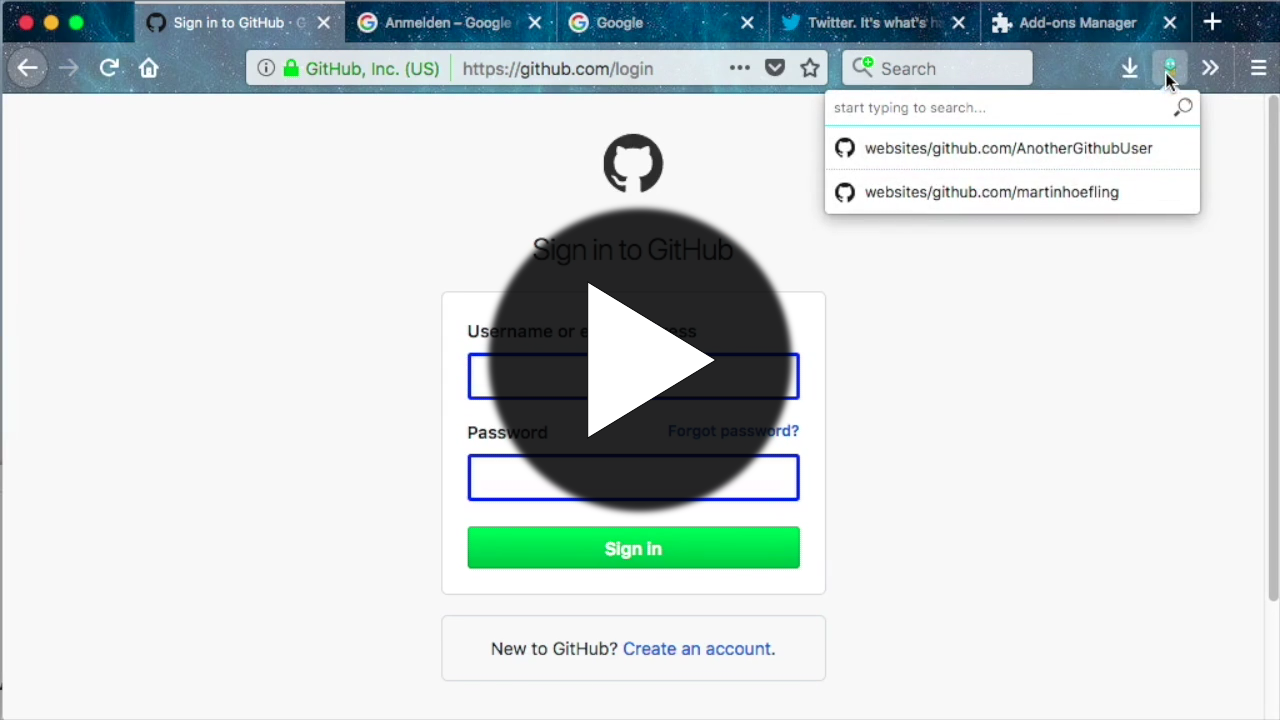 Sign in to GitHub · G
Anmelden – Google
Google
Twitter. It's what's h
Add-ons Manager
GitHub, Inc. (US)
https://github.com/login
Search
start typing to search...
websites/github.com/AnotherGithubUser
websites/github.com/martinhoefling
Sign in to GitHub
Username or e ress
Password
Forgot password?
Sign in
New to GitHub? Create an account.